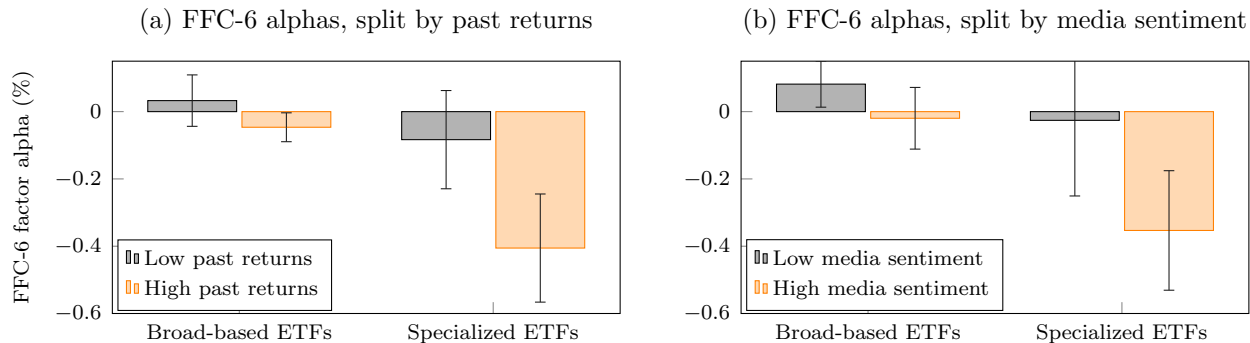 (a) FFC-6 alphas, split by past returns
FFC-6 factor alpha (%)
0
−0.2
−0.4
−0.6
Low past returns
High past returns
Broad-based ETFs
Specialized ETFs
(b) FFC-6 alphas, split by media sentiment
0
−0.2
−0.4
−0.6
Low media sentiment
High media sentiment
Broad-based ETFs
Specialized ETFs